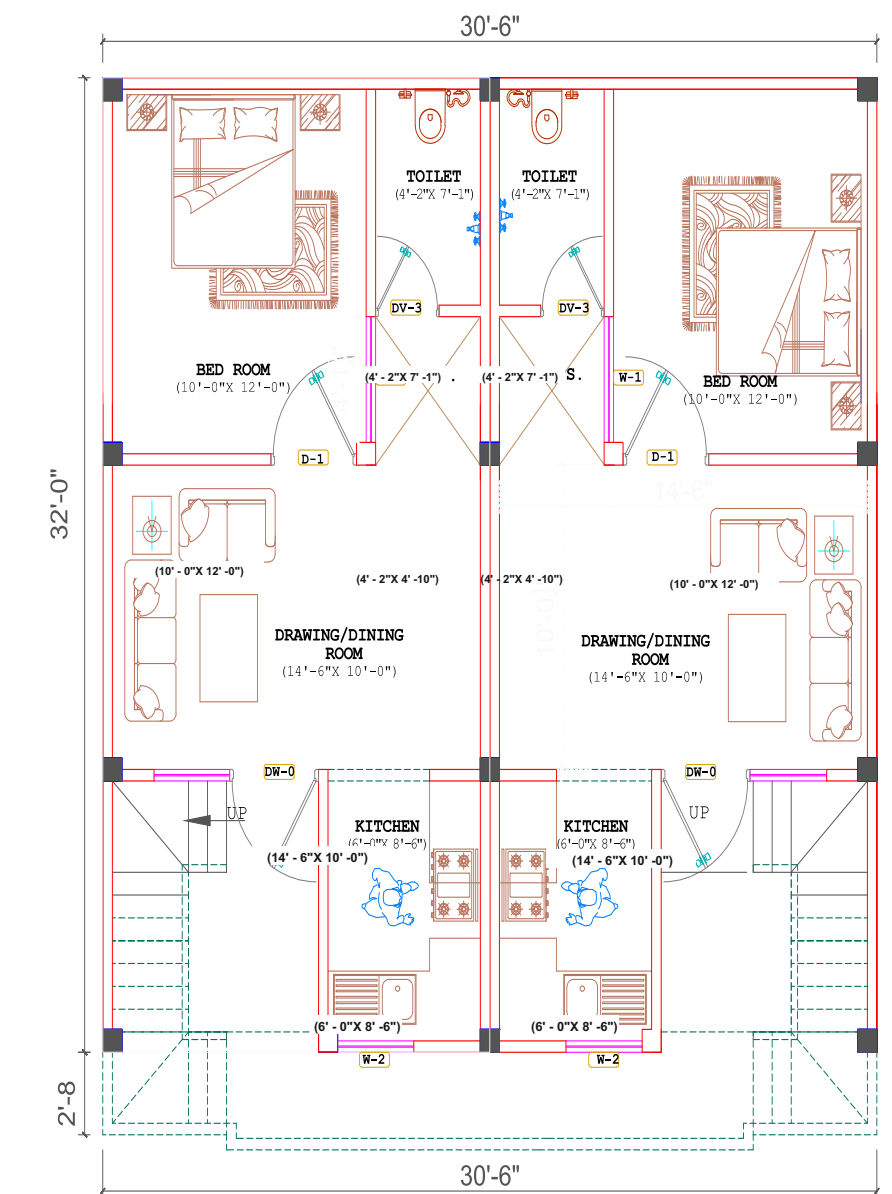 30'-6"
TOILET
(4'-2"X 7'-1")
TOILET
(4'-2"X 7'-1")
DV-3
DV-3
BED ROOM
(10'-0"X 12'-0")
(4' - 2"X 7' -1")
.
(4' - 2"X 7' -1")
S.
W-1
BED ROOM
(10'-0"X 12'-0")
D-1
D-1
14'-6"
32'-0"
(10' - 0"X 12' -0")
(4' - 2"X 4' -10")
(4' - 2"X 4' -10")
(10' - 0"X 12' -0")
10'-0"
DRAWING/DINING
ROOM
(14'-6"X 10'-0")
DRAWING/DINING
ROOM
(14'-6"X 10'-0")
DW-0
DW-0
UP
UP
KITCHEN
(6'-0"X 8'-6")
KITCHEN
(6'-0"X 8'-6")
(14' - 6"X 10' -0")
(14' - 6"X 10' -0")
(6' - 0"X 8' -6")
(6' - 0"X 8' -6")
W-2
W-2
2'-8
30'-6"